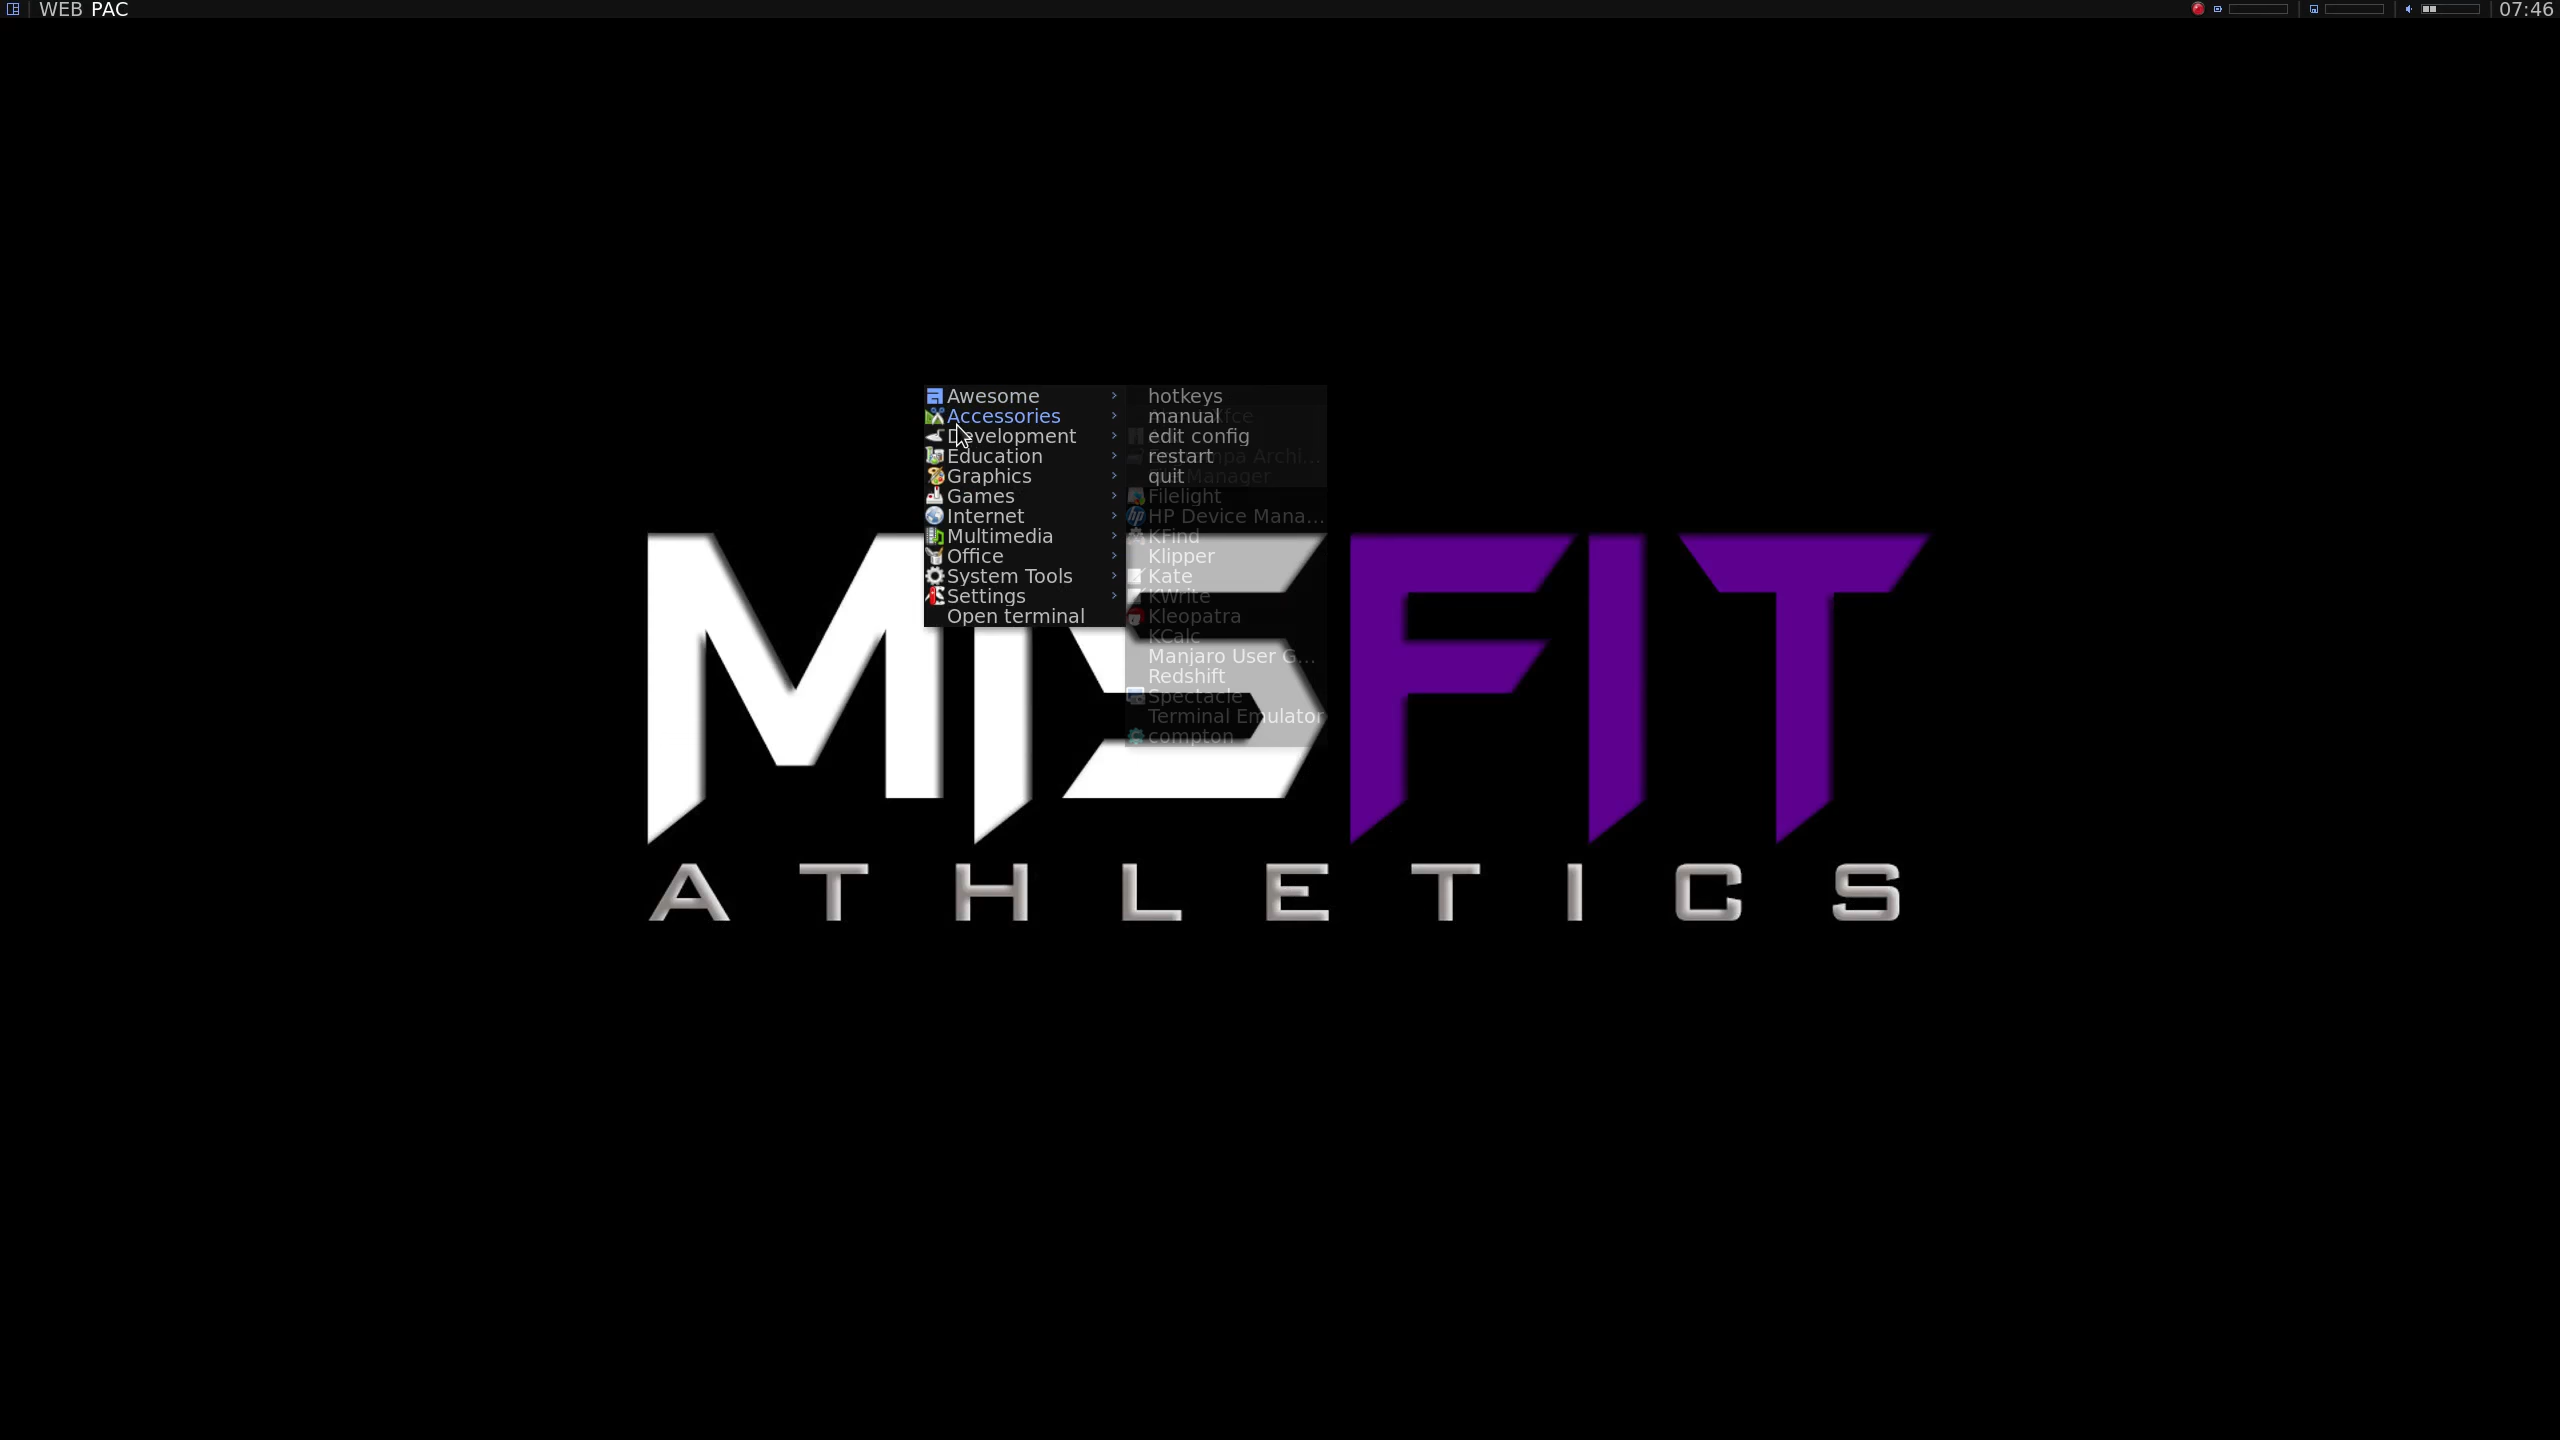 WEB PAC
07:46
Awesome
Accessories
Development
Education
Graphics
Games
Internet
Multimedia
Office
System Tools
Settings
Open terminal
hotkeys
manual
edit config
restart
quit
Manager
Filelight
HP Device Mana...
KFind
Klipper
Kate
KWrite
Kleopatra
KCalc
Manjaro User G...
Redshift
Spectacle
Terminal Emulator
compton
MISFIT
ATHLETICS